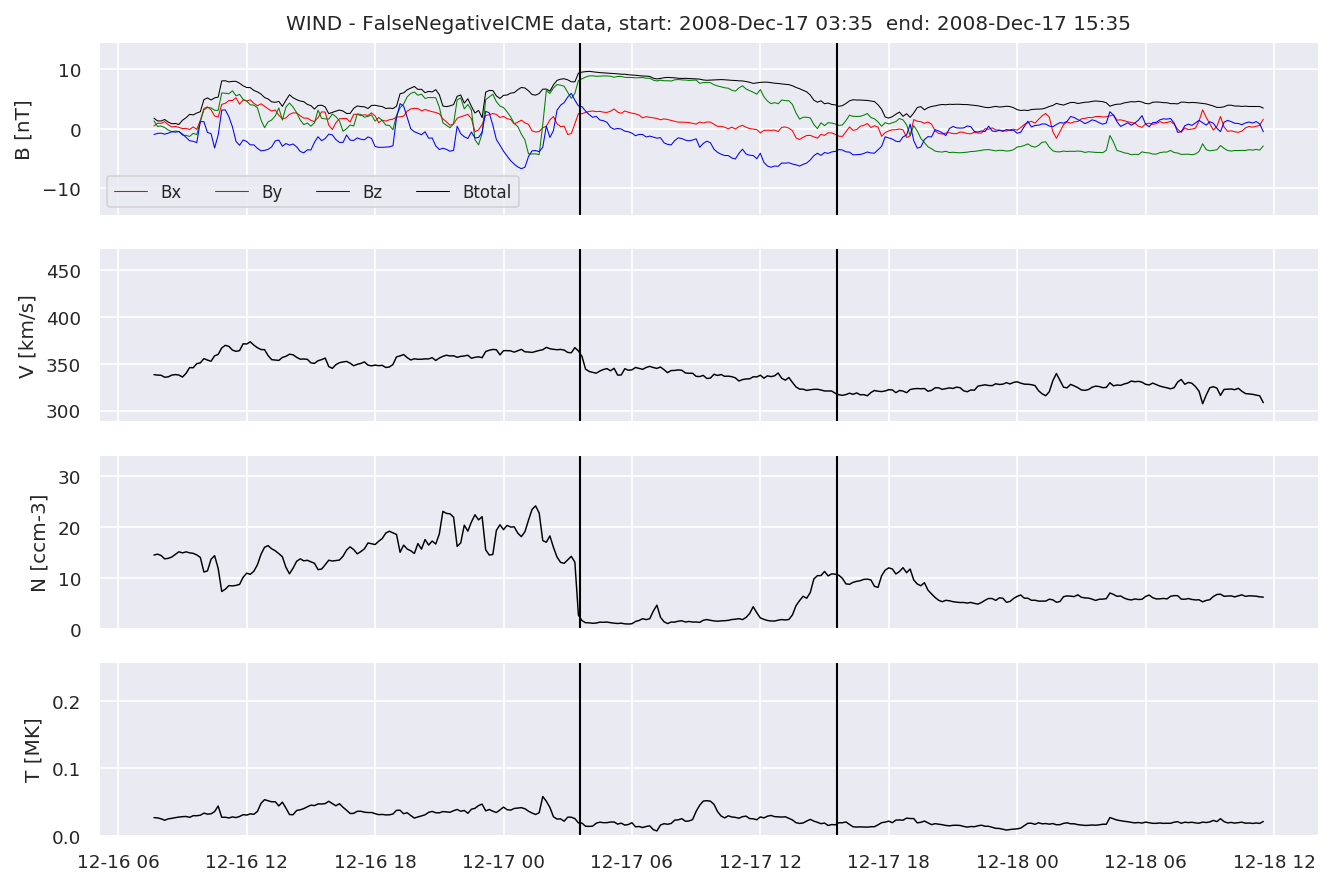 WIND - FalseNegativeICME data, start: 2008-Dec-17 03:35  end: 2008-Dec-17 15:35
B [nT]
10
0
−10
Bx By Bz Btotal
V [km/s]
450
400
350
300
N [ccm-3]
30
20
10
0
T [MK]
0.2
0.1
0.0
12-16 06 12-16 12 12-16 18 12-17 00 12-17 06 12-17 12 12-17 18 12-18 00 12-18 06 12-18 12